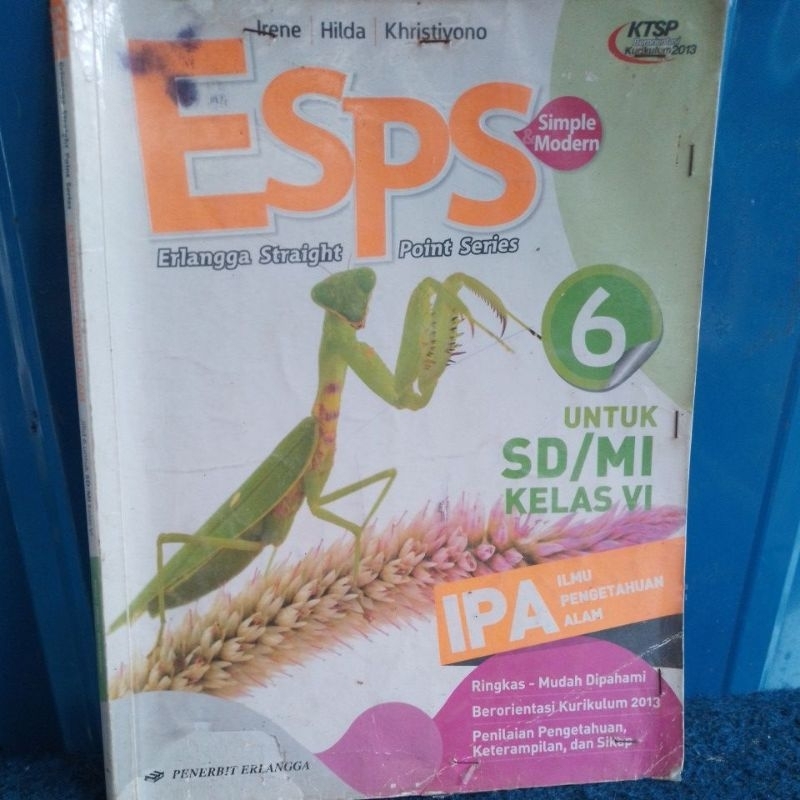 Irene | Hilda | Khristiyono
KTSP
Berorientasi
Kurikulum 2013
ESPS
Simple
& Modern
Erlangga Straight Point Series
6
UNTUK
SD/MI
KELAS VI
IPA
ILMU
PENGETAHUAN
ALAM
Ringkas - Mudah Dipahami
Berorientasi Kurikulum 2013
Penilaian Pengetahuan,
Keterampilan, dan Sikap
PENERBIT ERLANGGA